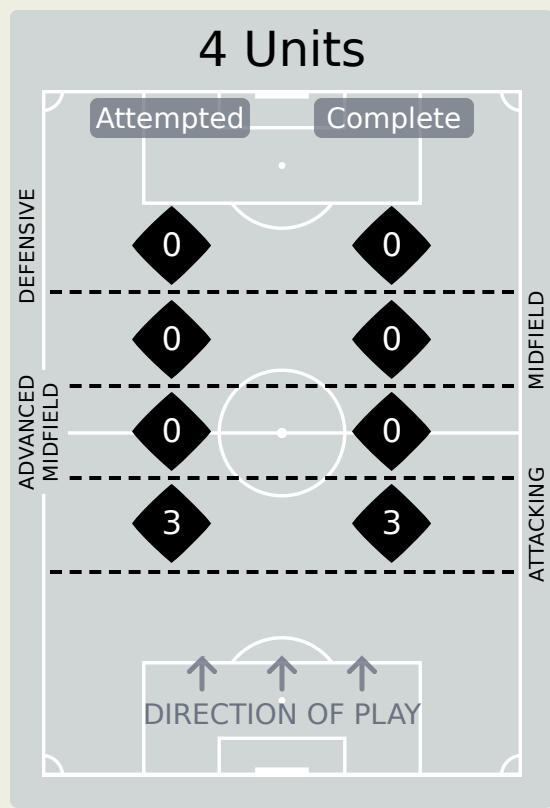 4 Units
Attempted
Complete
DEFENSIVE
0
0
MIDFIELD
0
0
ADVANCED
MIDFIELD
0
0
ATTACKING
3
3
DIRECTION OF PLAY